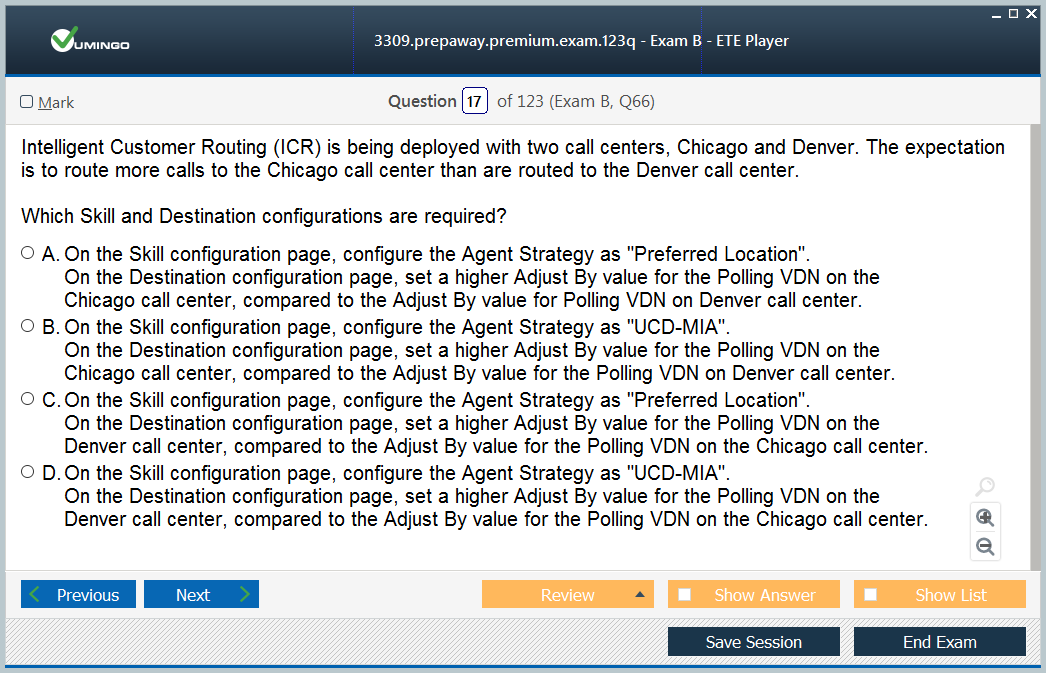 VUMINGO
3309.prepaway.premium.exam.123q - Exam B - ETE Player
Mark
Question 17 of 123 (Exam B, Q66)
Intelligent Customer Routing (ICR) is being deployed with two call centers, Chicago and Denver. The expectation
is to route more calls to the Chicago call center than are routed to the Denver call center.
Which Skill and Destination configurations are required?
A. On the Skill configuration page, configure the Agent Strategy as "Preferred Location".
On the Destination configuration page, set a higher Adjust By value for the Polling VDN on the
Chicago call center, compared to the Adjust By value for Polling VDN on Denver call center.
B. On the Skill configuration page, configure the Agent Strategy as "UCD-MIA".
On the Destination configuration page, set a higher Adjust By value for the Polling VDN on the
Chicago call center, compared to the Adjust By value for the Polling VDN on Denver call center.
C. On the Skill configuration page, configure the Agent Strategy as "Preferred Location".
On the Destination configuration page, set a higher Adjust By value for the Polling VDN on the
Denver call center, compared to the Adjust By value for the Polling VDN on the Chicago call center.
D. On the Skill configuration page, configure the Agent Strategy as "UCD-MIA".
On the Destination configuration page, set a higher Adjust By value for the Polling VDN on the
Denver call center, compared to the Adjust By value for the Polling VDN on the Chicago call center.
Previous
Next
Review
Show Answer
Show List
Save Session
End Exam